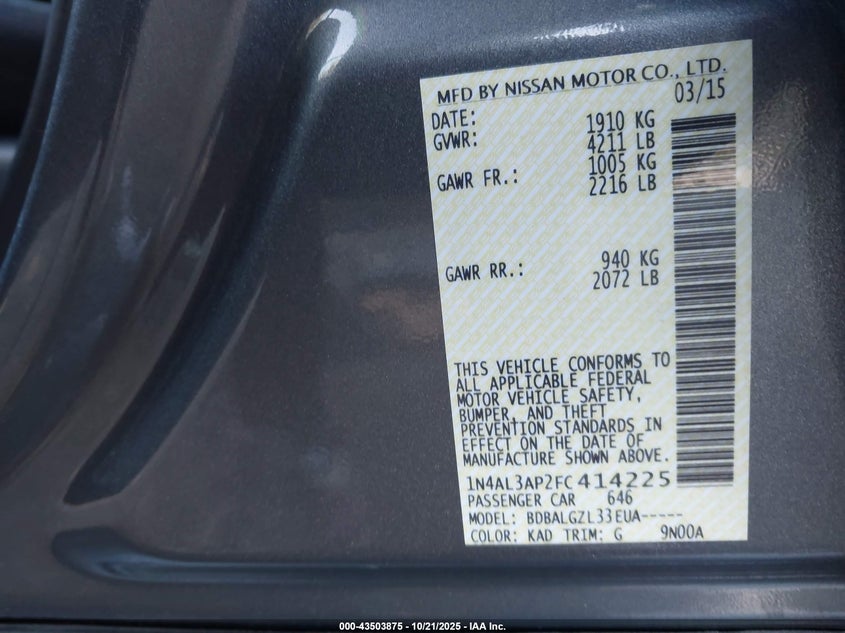 MFD BY NISSAN MOTOR CO., LTD.
DATE: 03/15
GVWR: 1910 KG
4211 LB
GAWR FR.: 1005 KG
2216 LB
GAWR RR.: 940 KG
2072 LB
THIS VEHICLE CONFORMS TO
ALL APPLICABLE FEDERAL
MOTOR VEHICLE SAFETY,
BUMPER, AND THEFT
PREVENTION STANDARDS IN
EFFECT ON THE DATE OF
MANUFACTURE SHOWN ABOVE.
1N4AL3AP2FC414225
PASSENGER CAR 646
MODEL: BDBALGZL33EUA-----
COLOR: KAD TRIM: G 9N00A
000-43503875 - 10/21/2025 - IAA Inc.